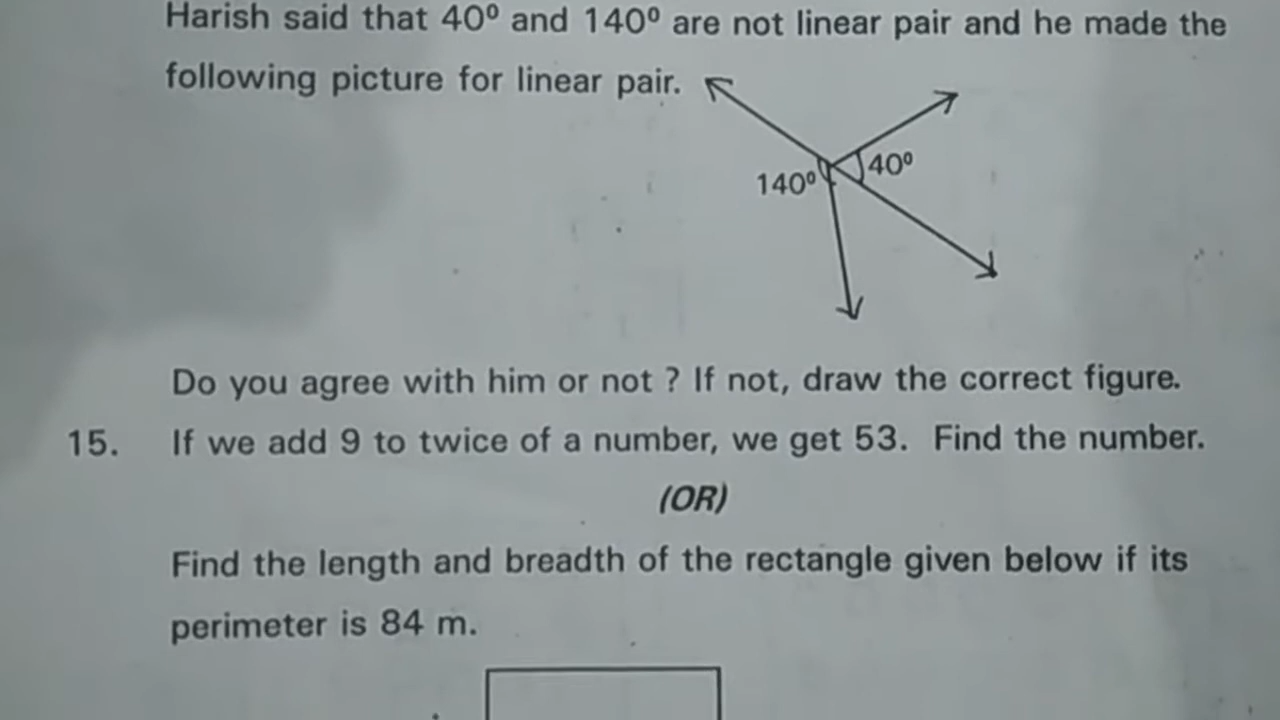 Harish said that 40⁰ and 140⁰ are not linear pair and he made the
following picture for linear pair.
140⁰
40⁰
Do you agree with him or not ? If not, draw the correct figure.
15. If we add 9 to twice of a number, we get 53. Find the number.
(OR)
Find the length and breadth of the rectangle given below if its
perimeter is 84 m.